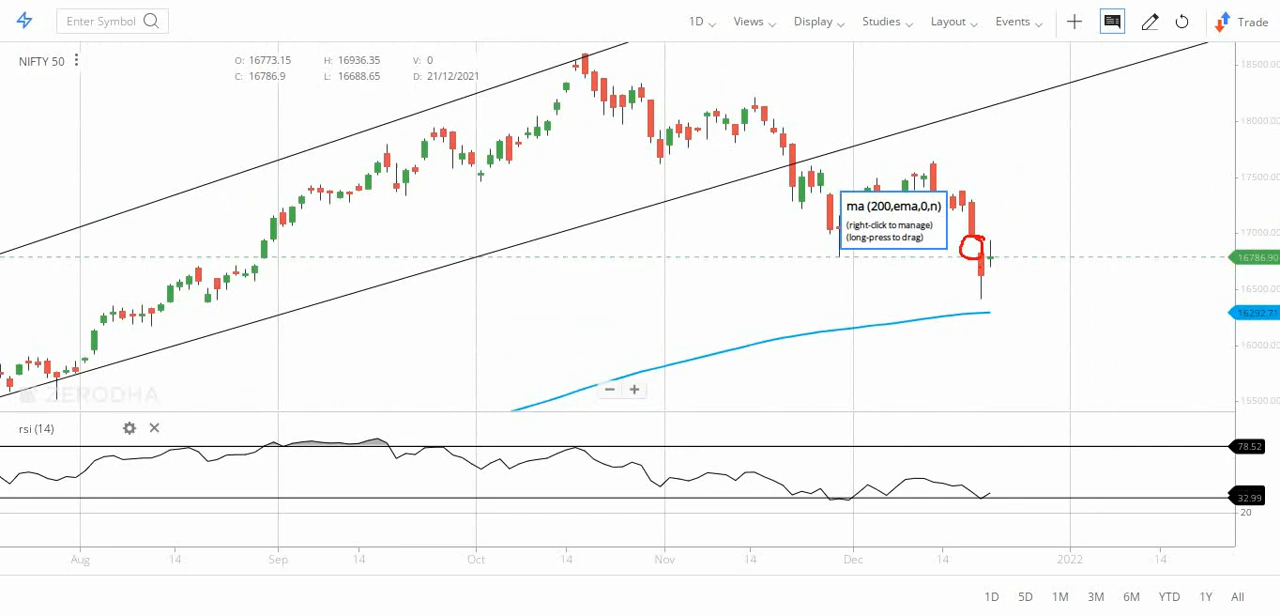 Enter Symbol
1D Views Display Studies Layout Events Trade
NIFTY 50
O: 16773.15 H: 16936.35 V: 0
C: 16786.9 L: 16688.65 D: 21/12/2021
18500.00
18000.00
17500.00
ma (200,ema,0,n)
(right-click to manage)
(long-press to drag)
17000.00
16786.90
16500.00
16292.71
16000.00
15500.00
ZERODHA
rsi (14)
78.52
32.99
20
Aug 14 Sep 14 Oct 14 Nov 14 Dec 14 2022 14
1D 5D 1M 3M 6M YTD 1Y All